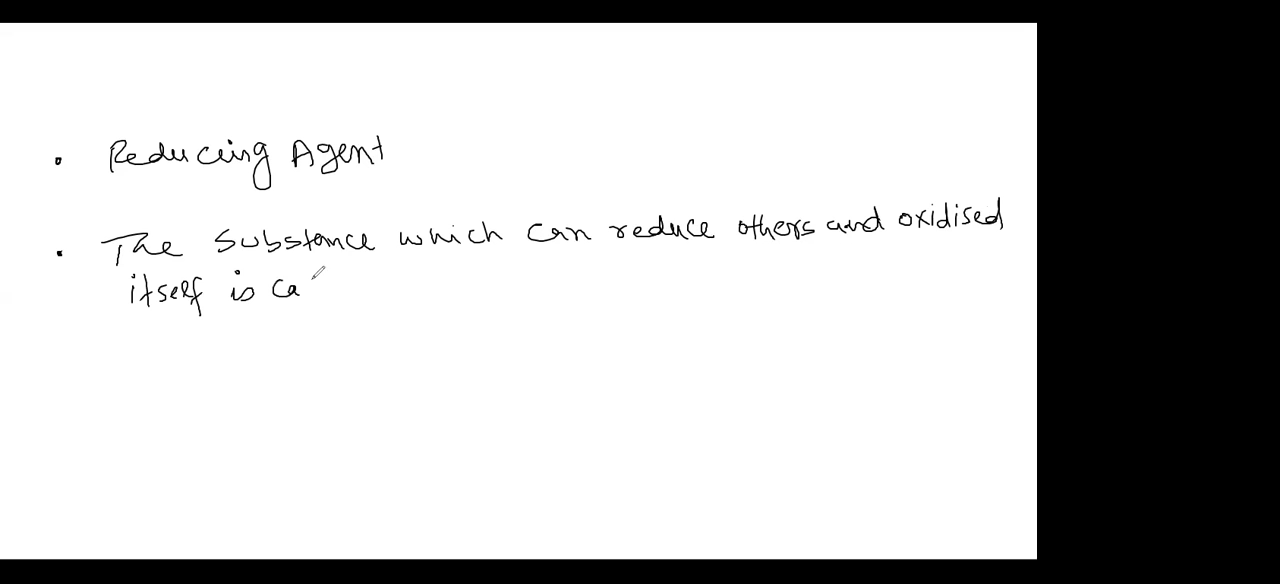 • Reducing Agent
• The Substance which can reduce others and oxidised
itself is ca